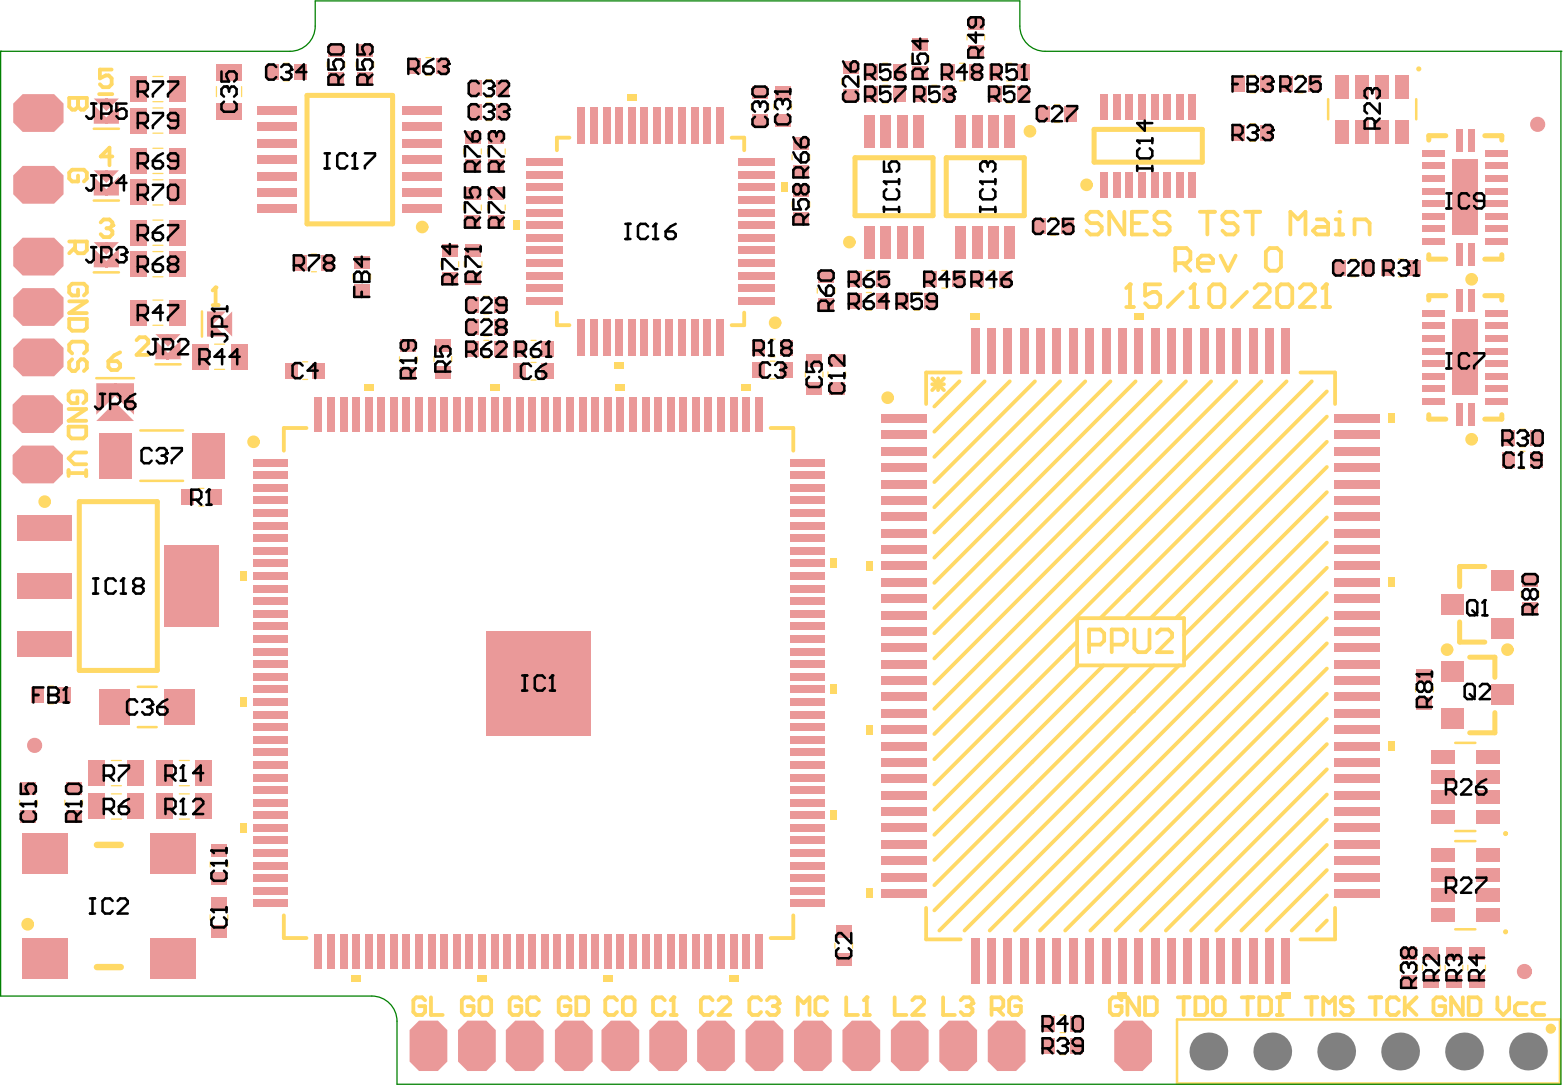 R50
R55
R63
C34
C35
C32
C33
R76
R73
R75
R72
R74
R71
R78
FB4
C29
C28
R62
R61
C6
C4
R19
R5
IC17
IC16
C30
C31
R66
R58
R18
C3
C5
C12
C26
R56
R57
R54
R53
R49
R48
R51
R52
C27
C25
IC15
IC13
IC14
R60
R65
R64
R59
R45
R46
FB3
R25
R33
R23
IC9
C20
R31
IC7
R30
C19
SNES TST Main
Rev 0
15/10/2021
B
5
JP5
R77
R79
G
4
JP4
R69
R70
R
3
JP3
R67
R68
GND
R47
1
JP1
2
JP2
R44
CS
6
JP6
GND
VI
C37
R1
IC18
FB1
C36
R7
R14
R6
R12
C15
R10
IC2
C11
C1
IC1
C2
PPU2
Q1
R80
Q2
R81
R26
R27
R38
R2
R3
R4
GL GO GC GD CO C1 C2 C3 MC L1 L2 L3 RG GND TDO TDI TMS TCK GND Vcc
R40
R39